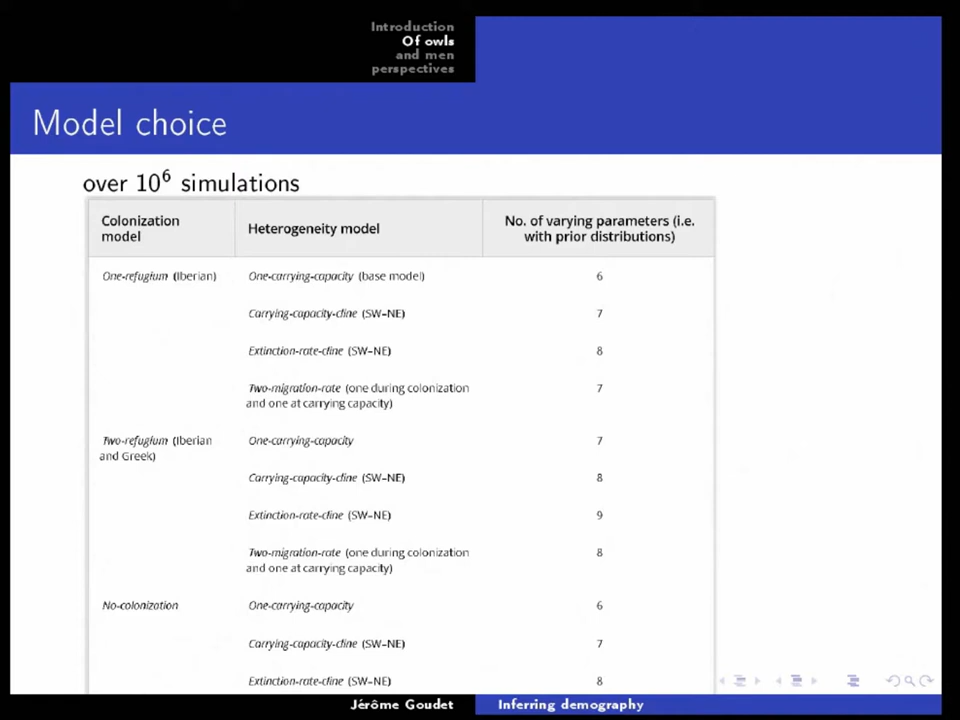 Introduction
Of owls
and men
perspectives
Model choice
over 10⁶ simulations
Colonization model
Heterogeneity model
No. of varying parameters (i.e. with prior distributions)
One-refugium (Iberian)
One-carrying-capacity (base model)
6
Carrying-capacity-cline (SW–NE)
7
Extinction-rate-cline (SW–NE)
8
Two-migration-rate (one during colonization
and one at carrying capacity)
7
Two-refugium (Iberian
and Greek)
One-carrying-capacity
7
Carrying-capacity-cline (SW–NE)
8
Extinction-rate-cline (SW–NE)
9
Two-migration-rate (one during colonization
and one at carrying capacity)
8
No-colonization
One-carrying-capacity
6
Carrying-capacity-cline (SW–NE)
7
Extinction-rate-cline (SW–NE)
8
Jérôme Goudet
Inferring demography